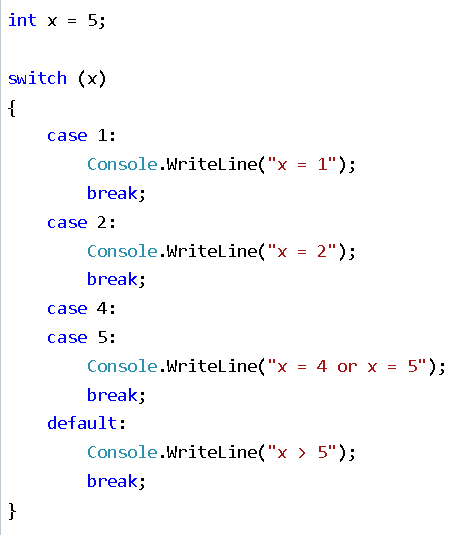 int x = 5;
switch (x)
{
    case 1:
        Console.WriteLine("x = 1");
        break;
    case 2:
        Console.WriteLine("x = 2");
        break;
    case 4:
    case 5:
        Console.WriteLine("x = 4 or x = 5");
        break;
    default:
        Console.WriteLine("x > 5");
        break;
}